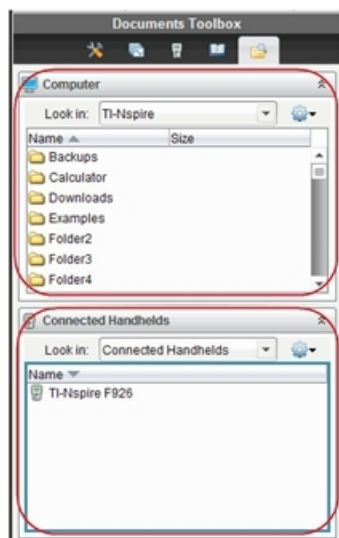 Documents Toolbox
Computer
Look in: TI-Nspire
Name Size
Backups
Calculator
Downloads
Examples
Folder2
Folder3
Folder4
Connected Handhelds
Look in: Connected Handhelds
Name
TI-Nspire F926